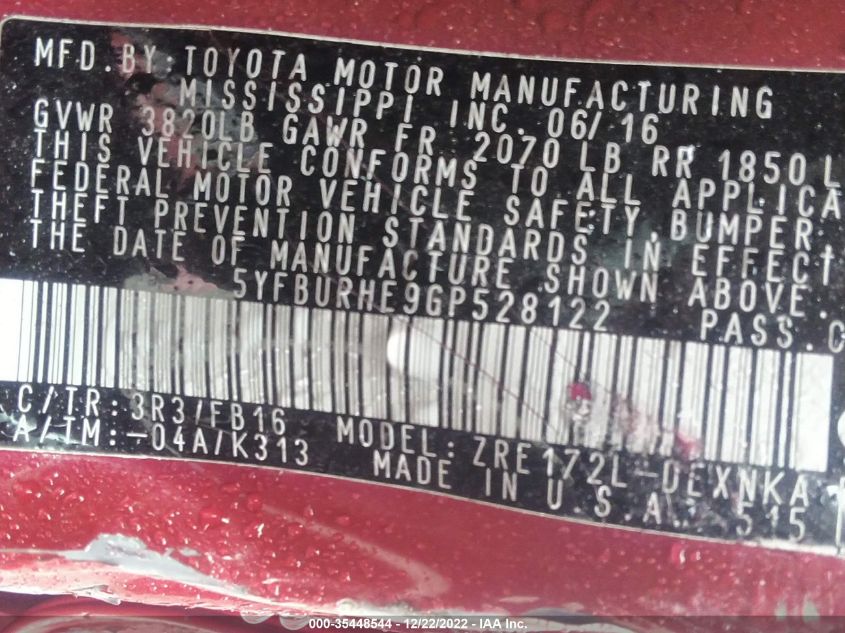 MFD.BY:TOYOTA MOTOR MANUFACTURING
MISSISSIPPI INC. 06/16
GVWR 3820LB GAWR FR 2070 LB RR 1850 L
THIS VEHICLE CONFORMS TO ALL APPLICA
FEDERAL MOTOR VEHICLE SAFETY,BUMPER,
THEFT PREVENTION STANDARDS IN EFFECT
THE DATE OF MANUFACTURE SHOWN ABOVE.
5YFBURHE9GP528122 PASS.C
C/TR:3R3/FB16 MODEL:ZRE172L-DEXNKA
A/TM:-04A/K313 MADE IN U.S.A. 515
000-35448544 — 12/22/2022 — IAA Inc.